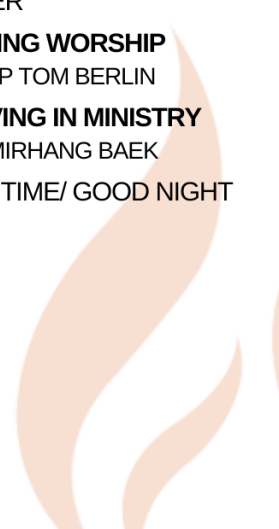 ER
ING WORSHIP
P TOM BERLIN
VING IN MINISTRY
MIRHANG BAEK
TIME/ GOOD NIGHT